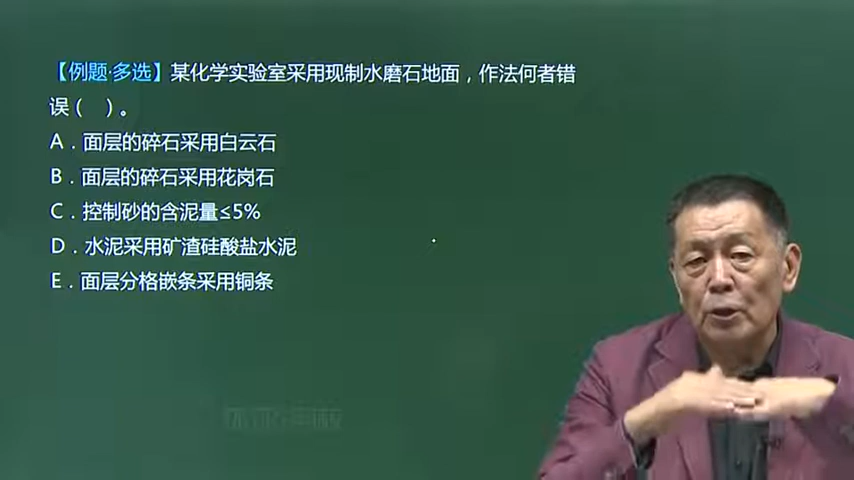 【例题·多选】某化学实验室采用现制水磨石地面，作法何者错
误（　）。
A．面层的碎石采用白云石
B．面层的碎石采用花岗石
C．控制砂的含泥量≤5%
D．水泥采用矿渣硅酸盐水泥
E．面层分格嵌条采用铜条